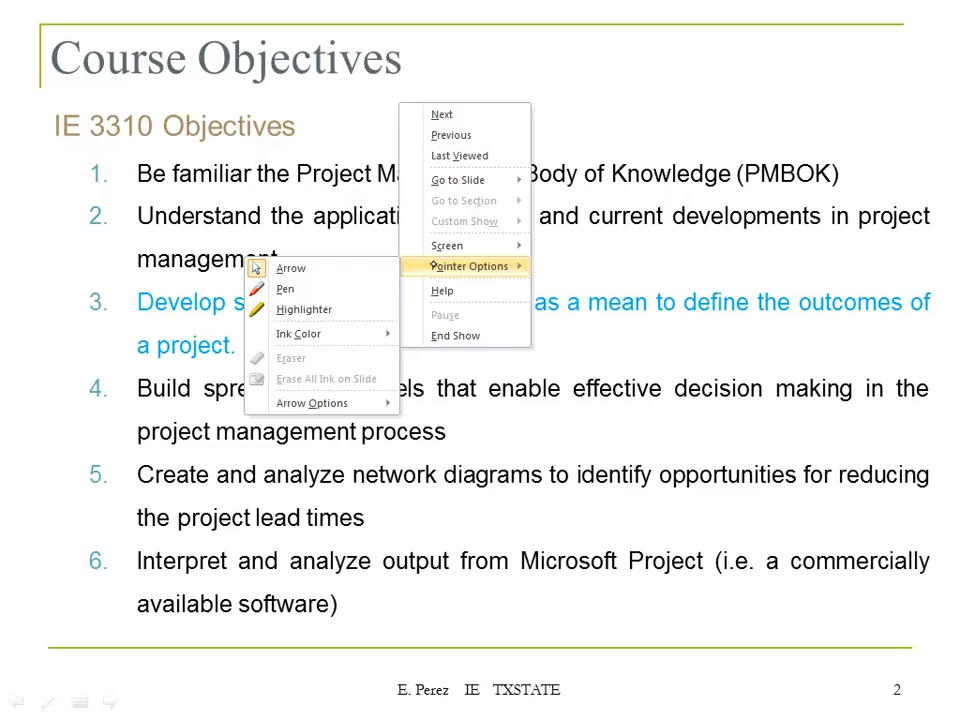 2
Course Objectives
IE 3310 Objectives
1. Be familiar the Project Ma Body of Knowledge (PMBOK)
2. Understand the applicati and current developments in project
management
3. Develop s as a mean to define the outcomes of
a project.
4. Build spre els that enable effective decision making in the
project management process
5. Create and analyze network diagrams to identify opportunities for reducing
the project lead times
6. Interpret and analyze output from Microsoft Project (i.e. a commercially
available software)
Next
Previous
Last Viewed
Go to Slide
Go to Section
Custom Show
Screen
Pointer Options
Help
Pause
End Show
Arrow
Pen
Highlighter
Ink Color
Eraser
Erase All Ink on Slide
Arrow Options
E. Perez IE TXSTATE
2